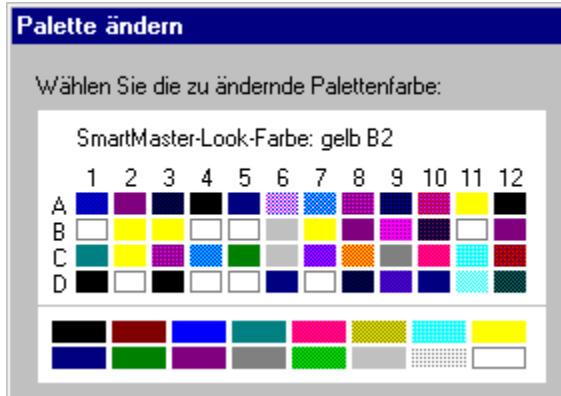 Palette ändern
Wählen Sie die zu ändernde Palettenfarbe:
SmartMaster-Look-Farbe: gelb B2
1 2 3 4 5 6 7 8 9 10 11 12
A
B
C
D